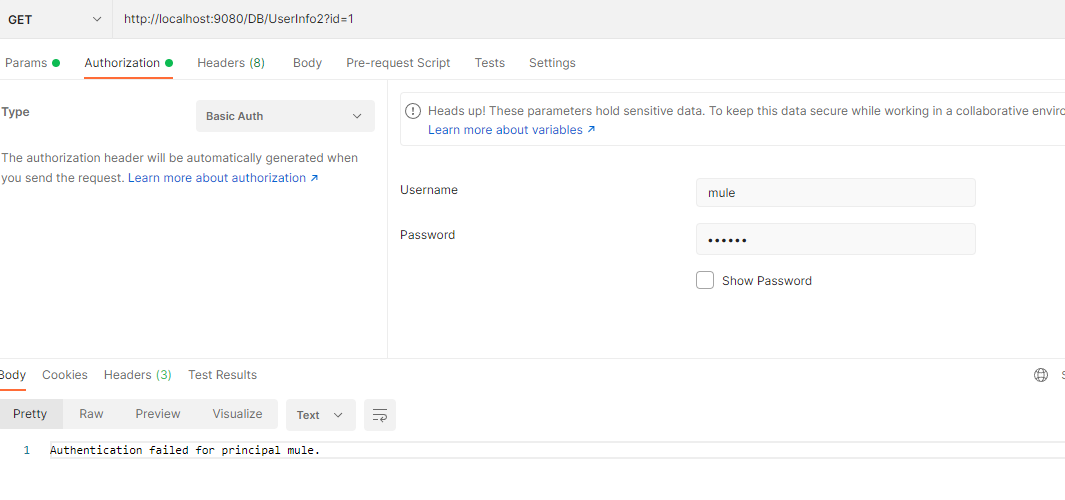 GET http://localhost:9080/DB/UserInfo2?id=1
Params Authorization Headers (8) Body Pre-request Script Tests Settings
Type Basic Auth
The authorization header will be automatically generated when
you send the request. Learn more about authorization ↗
Heads up! These parameters hold sensitive data. To keep this data secure while working in a collaborative enviro
Learn more about variables ↗
Username mule
Password ••••••
Show Password
Body Cookies Headers (3) Test Results
Pretty Raw Preview Visualize Text
1 Authentication failed for principal mule.